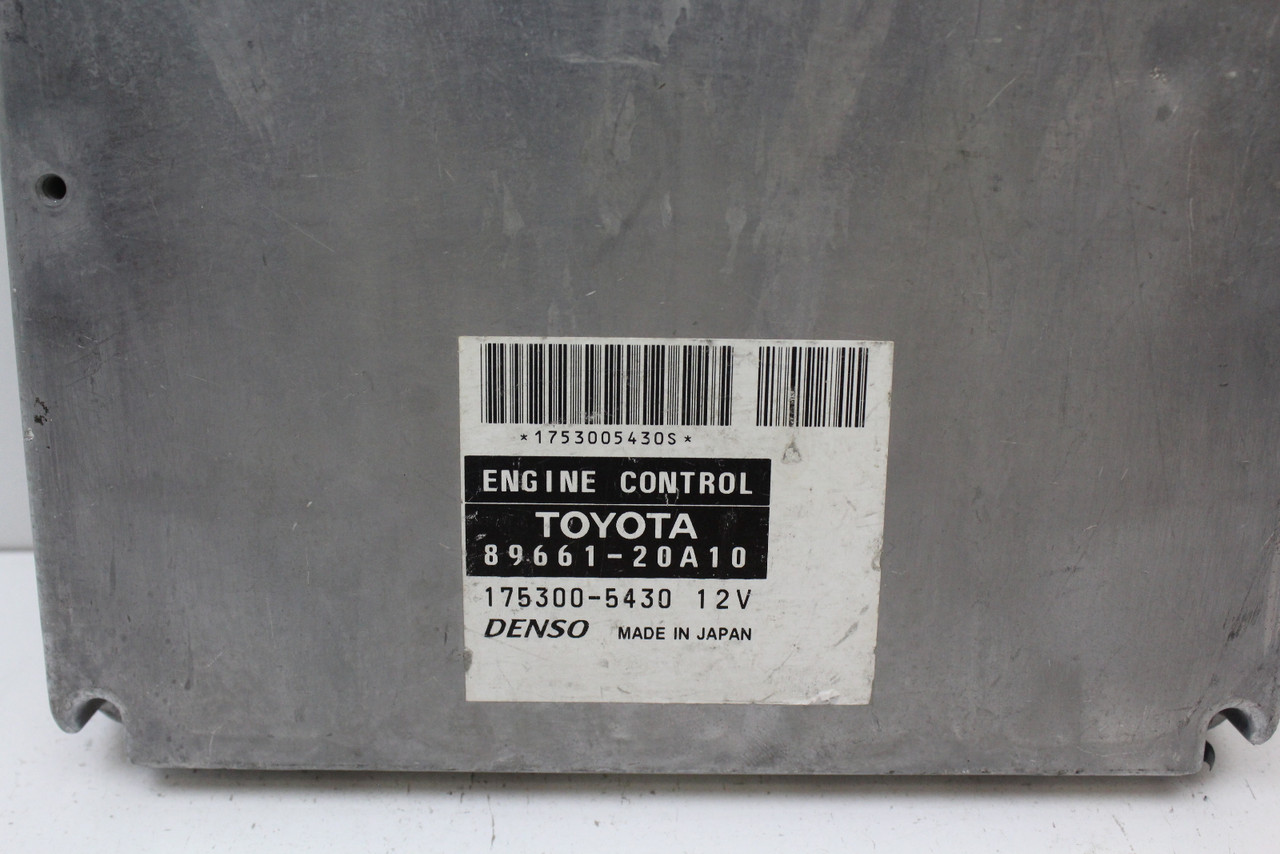 *1753005430S*
ENGINE CONTROL
TOYOTA
89661-20A10
175300-5430 12V
DENSO MADE IN JAPAN